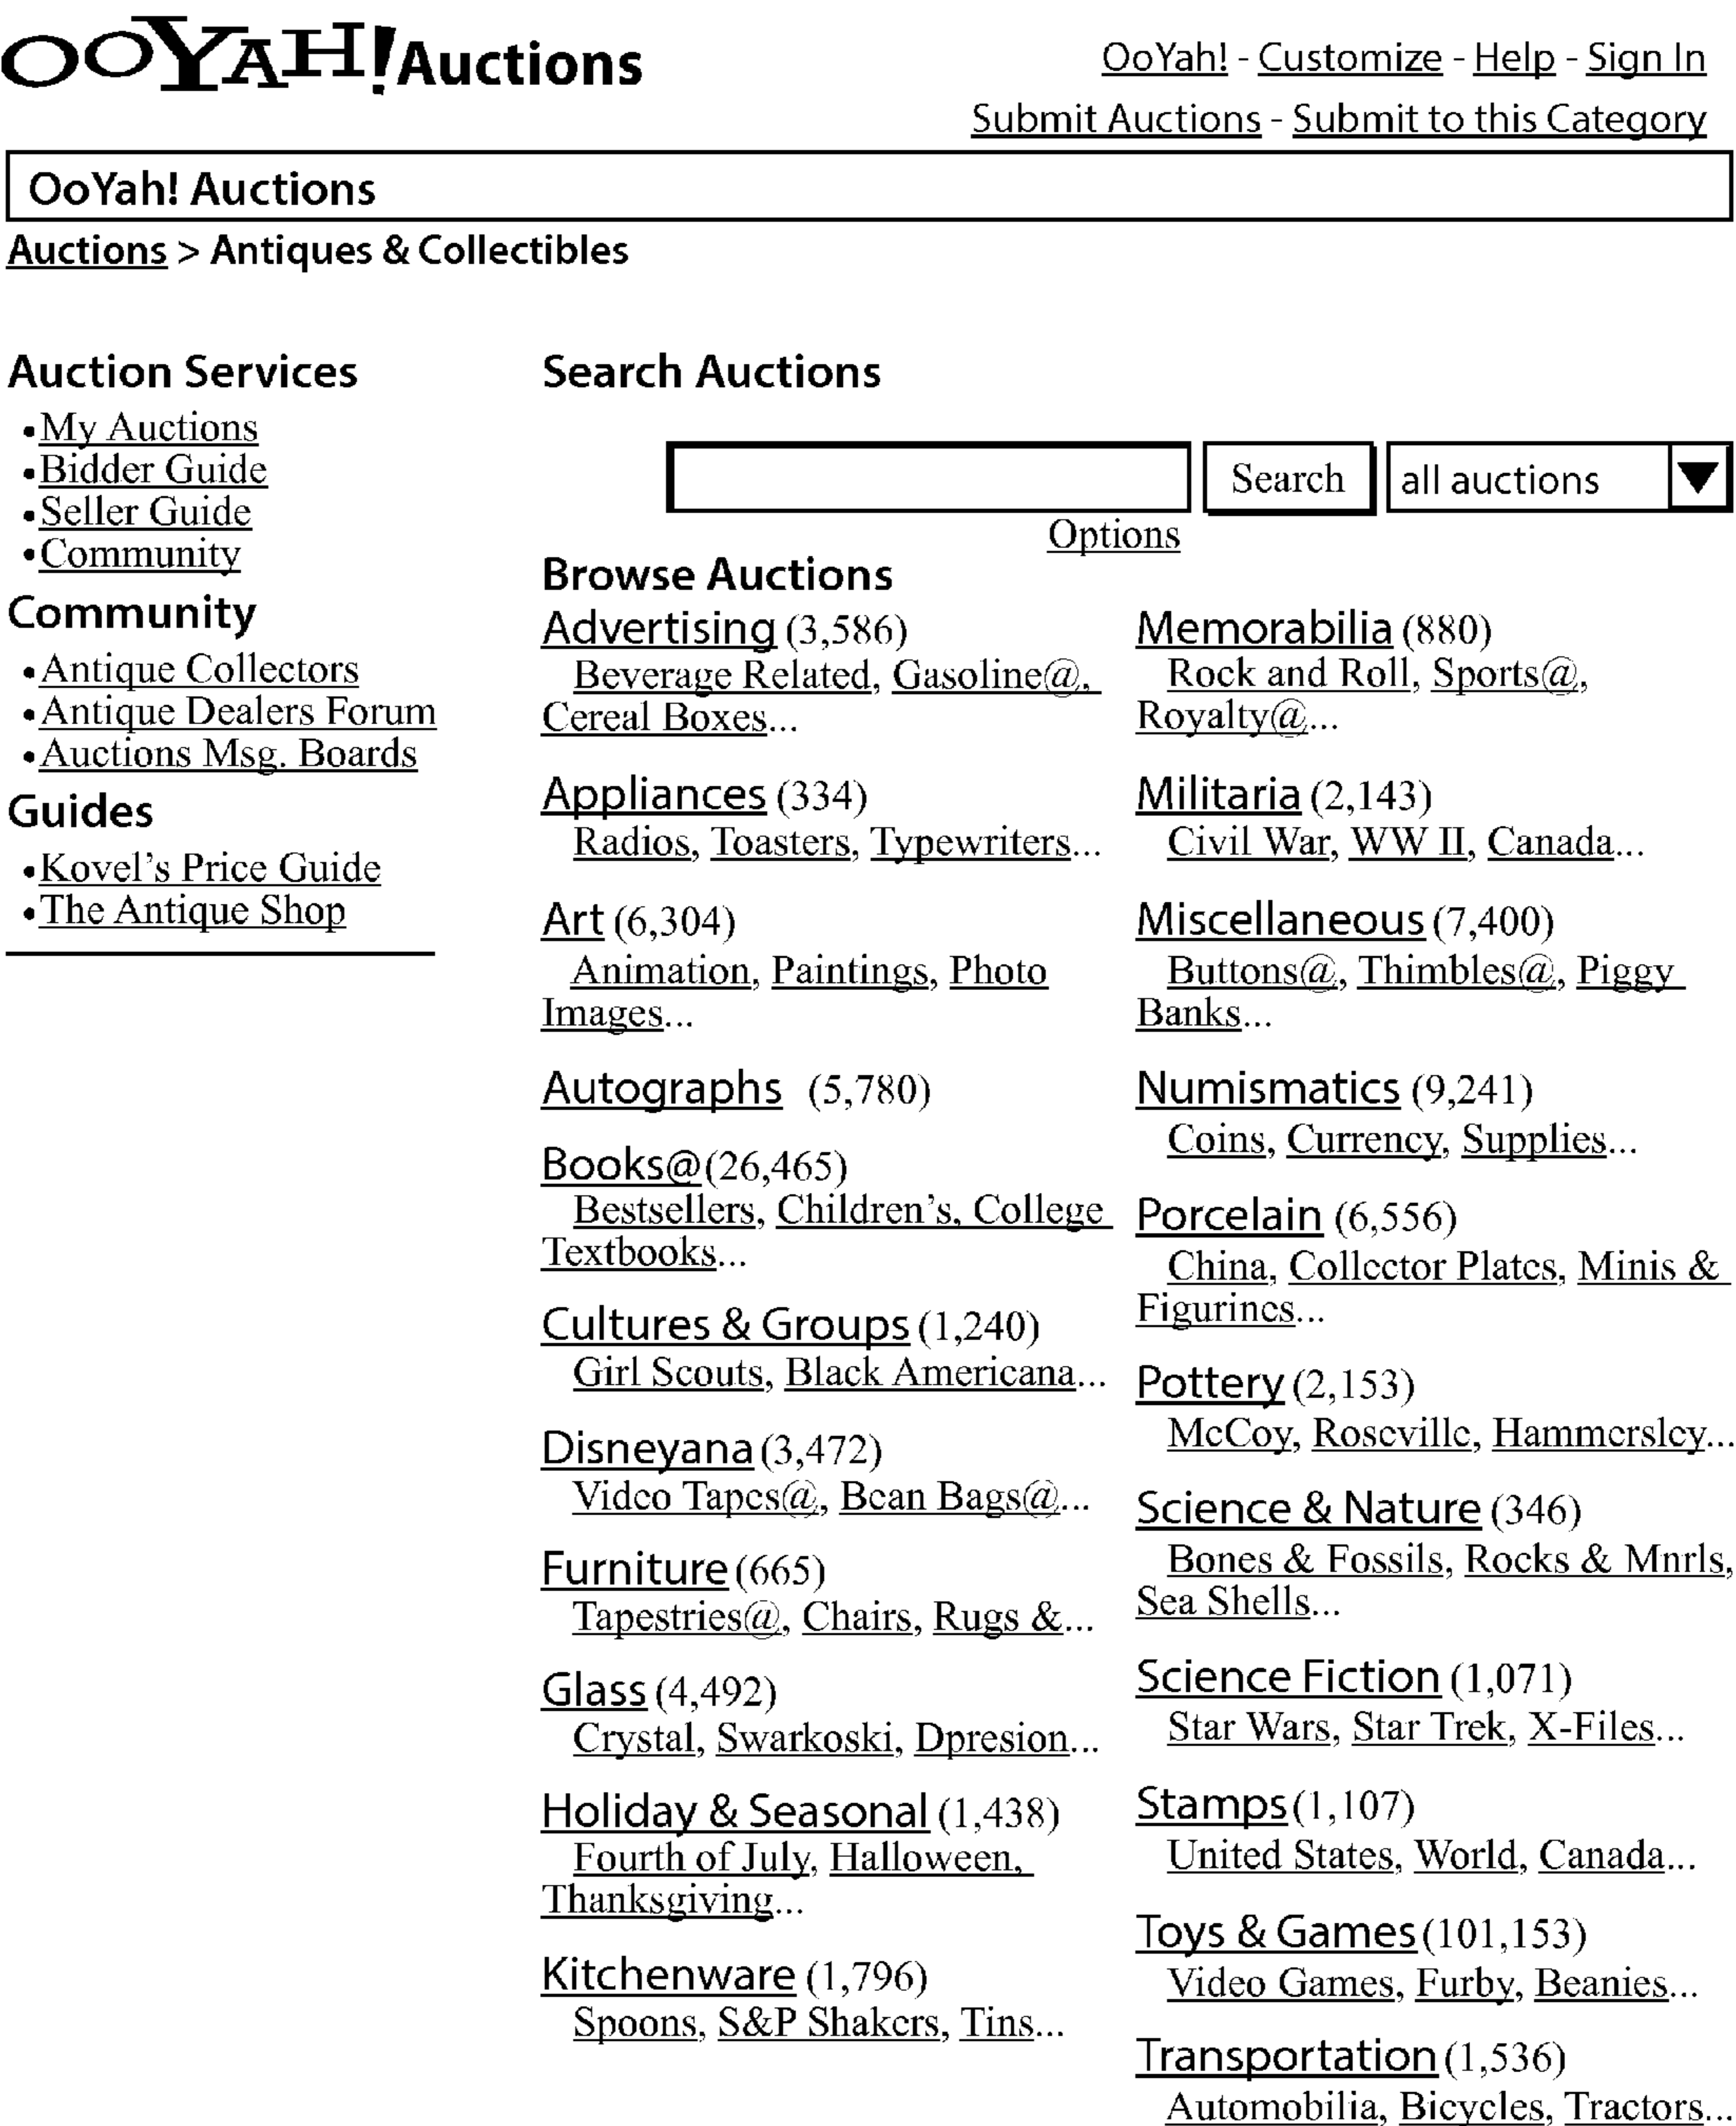 OOYAH! Auctions
OoYah! - Customize - Help - Sign In
Submit Auctions - Submit to this Category
OoYah! Auctions
Auctions > Antiques & Collectibles
Auction Services
•My Auctions
•Bidder Guide
•Seller Guide
•Community
Community
•Antique Collectors
•Antique Dealers Forum
•Auctions Msg. Boards
Guides
•Kovel's Price Guide
•The Antique Shop
Search Auctions
Search
all auctions
Options
Browse Auctions
Advertising (3,586)
Beverage Related, Gasoline@,
Cereal Boxes...
Appliances (334)
Radios, Toasters, Typewriters...
Art (6,304)
Animation, Paintings, Photo
Images...
Autographs (5,780)
Books@(26,465)
Bestsellers, Children's, College
Textbooks...
Cultures & Groups (1,240)
Girl Scouts, Black Americana...
Disneyana (3,472)
Video Tapes@, Bean Bags@...
Furniture (665)
Tapestries@, Chairs, Rugs &...
Glass (4,492)
Crystal, Swarkoski, Dpresion...
Holiday & Seasonal (1,438)
Fourth of July, Halloween,
Thanksgiving...
Kitchenware (1,796)
Spoons, S&P Shakers, Tins...
Memorabilia (880)
Rock and Roll, Sports@,
Royalty@...
Militaria (2,143)
Civil War, WW II, Canada...
Miscellaneous (7,400)
Buttons@, Thimbles@, Piggy
Banks...
Numismatics (9,241)
Coins, Currency, Supplies...
Porcelain (6,556)
China, Collector Plates, Minis &
Figurines...
Pottery (2,153)
McCoy, Roseville, Hammersley...
Science & Nature (346)
Bones & Fossils, Rocks & Mnrls,
Sea Shells...
Science Fiction (1,071)
Star Wars, Star Trek, X-Files...
Stamps (1,107)
United States, World, Canada...
Toys & Games (101,153)
Video Games, Furby, Beanies...
Transportation (1,536)
Automobilia, Bicycles, Tractors...